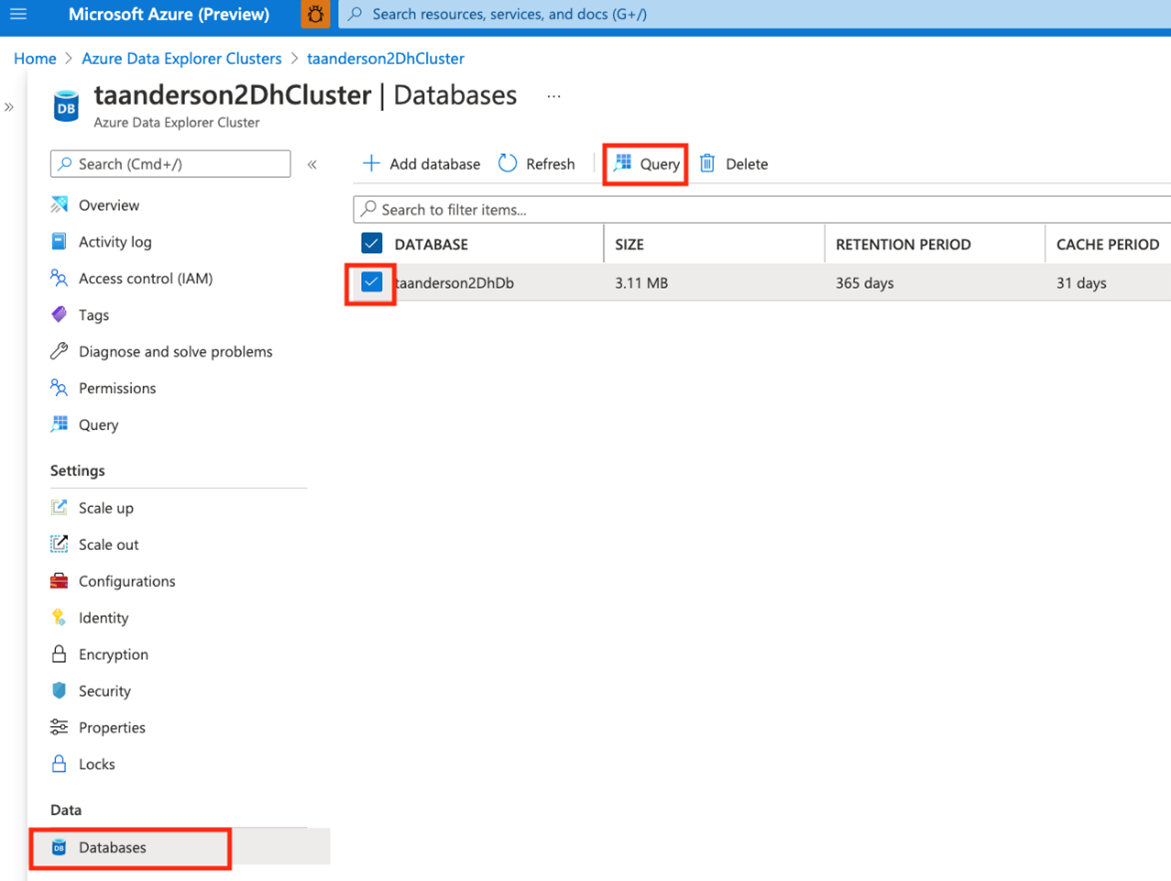 Microsoft Azure (Preview)
Search resources, services, and docs (G+/)
Home > Azure Data Explorer Clusters > taanderson2DhCluster
»
DB
taanderson2DhCluster | Databases ...
Azure Data Explorer Cluster
Search (Cmd+/)
«
Overview
Activity log
Access control (IAM)
Tags
Diagnose and solve problems
Permissions
Query
Settings
Scale up
Scale out
Configurations
Identity
Encryption
Security
Properties
Locks
Data
DB Databases
+ Add database Refresh Query Delete
Search to filter items...
DATABASE SIZE RETENTION PERIOD CACHE PERIOD
taanderson2DhDb 3.11 MB 365 days 31 days